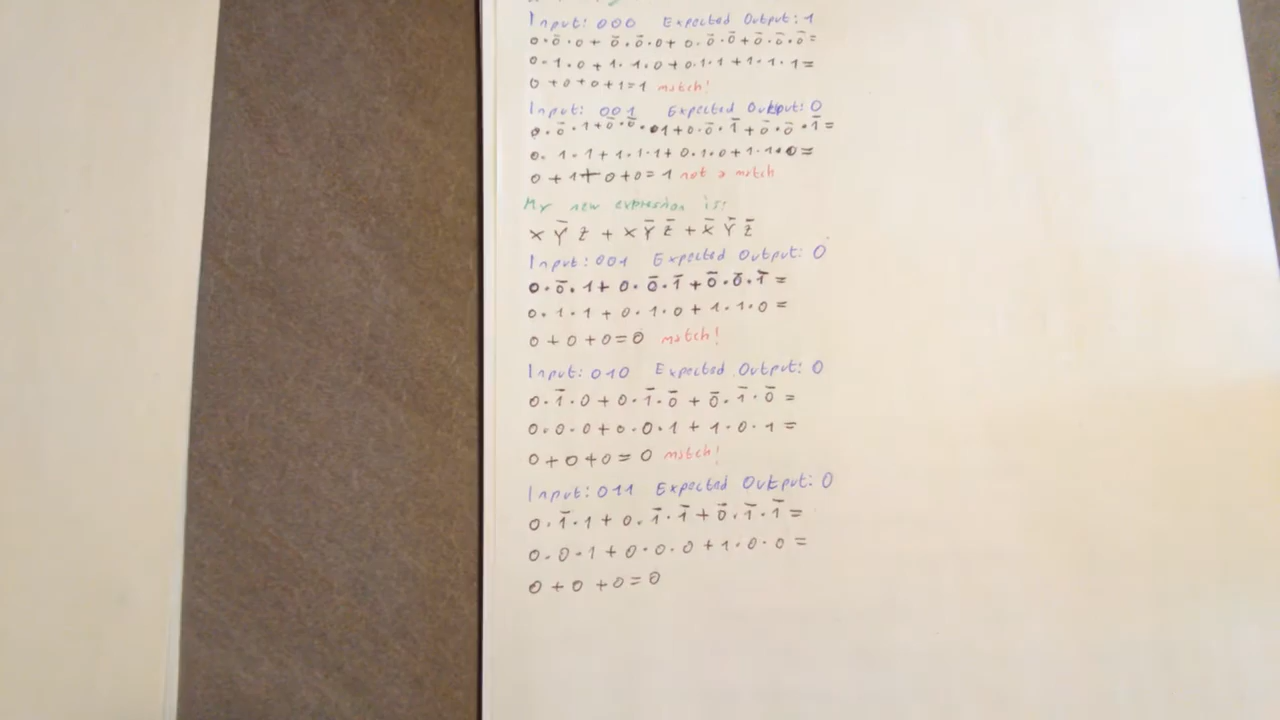 Input: 000 Expected Output: 1
0·0̄·0+ 0̄·0̄·0+ 0·0̄·0̄+0̄·0̄·0̄=
0·1·0+1·1·0+0·1·1+1·1·1=
0+0+0+1=1 match!
Input: 001 Expected Output: 0
0·0̄·1+0̄·0̄·01+0·0̄·1̄+0̄·0̄·1̄=
0·1·1+1·1·1+0·1·0+1·1·0=
0+1+0+0=1 not a match
My new expression is:
X Ȳ Z + X Ȳ Z̄ + X̄ Ȳ Z̄
Input: 001 Expected Output: 0
0·0̄·1+0·0̄·1̄+0̄·0̄·1̄=
0·1·1+0·1·0+1·1·0=
0+0+0=0 match!
Input: 010 Expected Output: 0
0·1̄·0+0·1̄·0̄+0̄·1̄·0̄=
0·0·0+0·0·1+1·0·1=
0+0+0=0 match!
Input: 011 Expected Output: 0
0·1̄·1+0·1̄·1̄+0̄·1̄·1̄=
0·0·1+0·0·0+1·0·0=
0+0+0=0